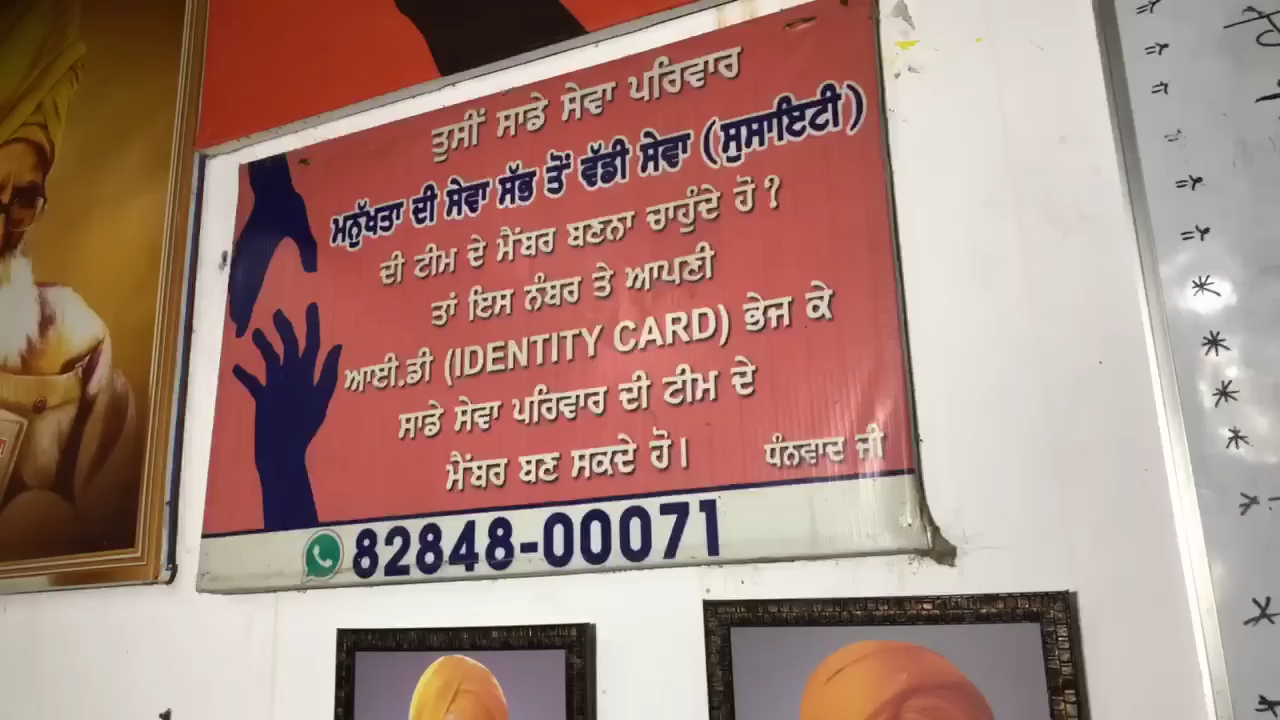 ਤੁਸੀਂ ਸਾਡੇ ਸੇਵਾ ਪਰਿਵਾਰ
ਮਨੁੱਖਤਾ ਦੀ ਸੇਵਾ ਸੱਭ ਤੋਂ ਵੱਡੀ ਸੇਵਾ (ਸੁਸਾਇਟੀ)
ਦੀ ਟੀਮ ਦੇ ਮੈਂਬਰ ਬਣਨਾ ਚਾਹੁੰਦੇ ਹੋ ?
ਤਾਂ ਇਸ ਨੰਬਰ ਤੇ ਆਪਣੀ
ਆਈ.ਡੀ (IDENTITY CARD) ਭੇਜ ਕੇ
ਸਾਡੇ ਸੇਵਾ ਪਰਿਵਾਰ ਦੀ ਟੀਮ ਦੇ
ਮੈਂਬਰ ਬਣ ਸਕਦੇ ਹੋ। ਧੰਨਵਾਦ ਜੀ
82848-00071